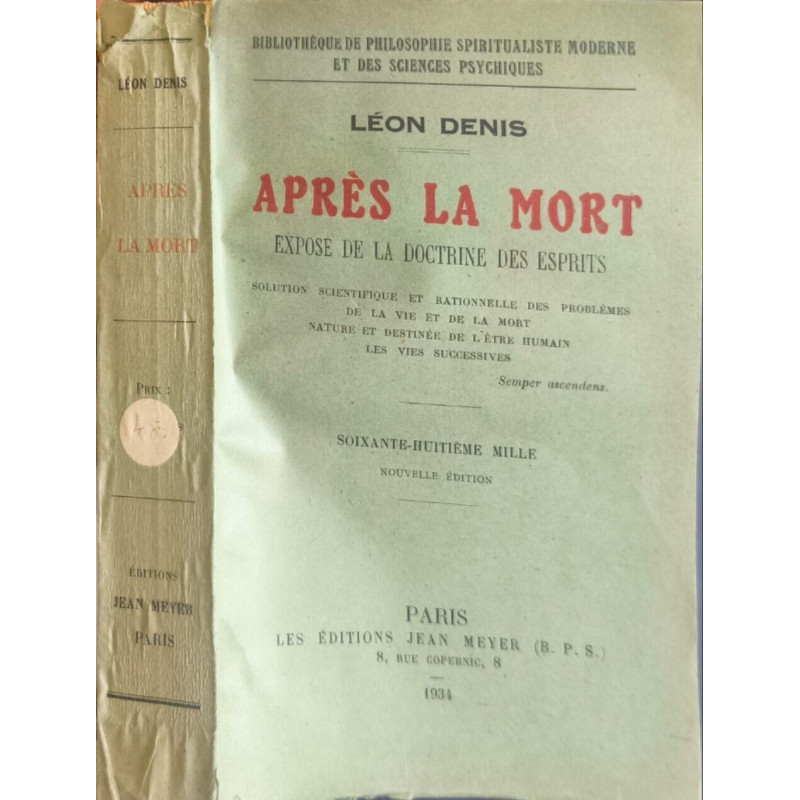 LÉON DENIS
APRÈS
LA MORT
PRIX :
ÉDITIONS
JEAN MEYER
PARIS
BIBLIOTHÈQUE DE PHILOSOPHIE SPIRITUALISTE MODERNE
ET DES SCIENCES PSYCHIQUES
LÉON DENIS
APRÈS LA MORT
EXPOSÉ DE LA DOCTRINE DES ESPRITS
SOLUTION SCIENTIFIQUE ET RATIONNELLE DES PROBLÈMES
DE LA VIE ET DE LA MORT
NATURE ET DESTINÉE DE L'ÊTRE HUMAIN
LES VIES SUCCESSIVES
Semper ascendens.
SOIXANTE-HUITIÈME MILLE
NOUVELLE ÉDITION
PARIS
LES ÉDITIONS JEAN MEYER (B. P. S.)
8, RUE COPERNIC, 8
1934